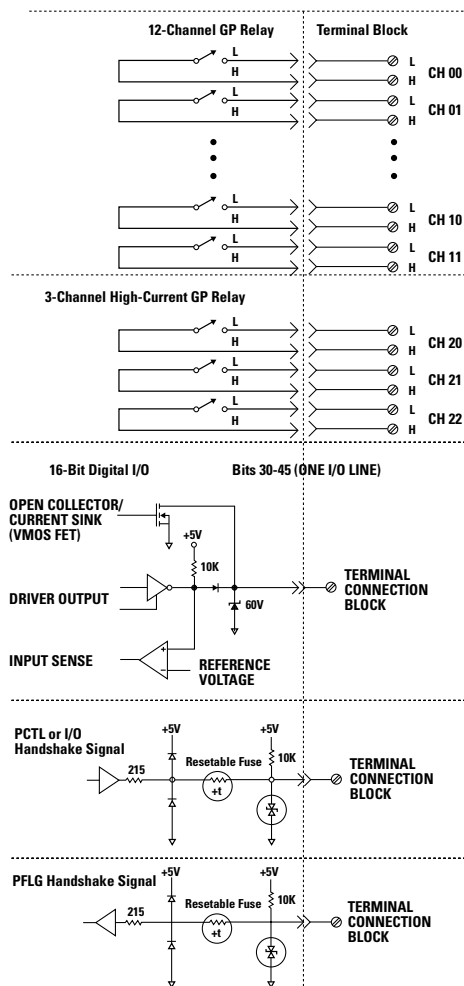 12-Channel GP Relay Terminal Block
L L
H H CH 00
L L
H H CH 01
L L
H H CH 10
L L
H H CH 11
3-Channel High-Current GP Relay
L L
H H CH 20
L L
H H CH 21
L L
H H CH 22
16-Bit Digital I/O Bits 30-45 (ONE I/O LINE)
OPEN COLLECTOR/
CURRENT SINK
(VMOS FET)
+5V
10K
DRIVER OUTPUT
60V
TERMINAL
CONNECTION
BLOCK
+
–
INPUT SENSE
REFERENCE
VOLTAGE
PCTL or I/O
Handshake Signal
+5V +5V
215
Resetable Fuse
10K
+t
TERMINAL
CONNECTION
BLOCK
PFLG Handshake Signal
+5V +5V
215
Resetable Fuse
10K
+t
TERMINAL
CONNECTION
BLOCK